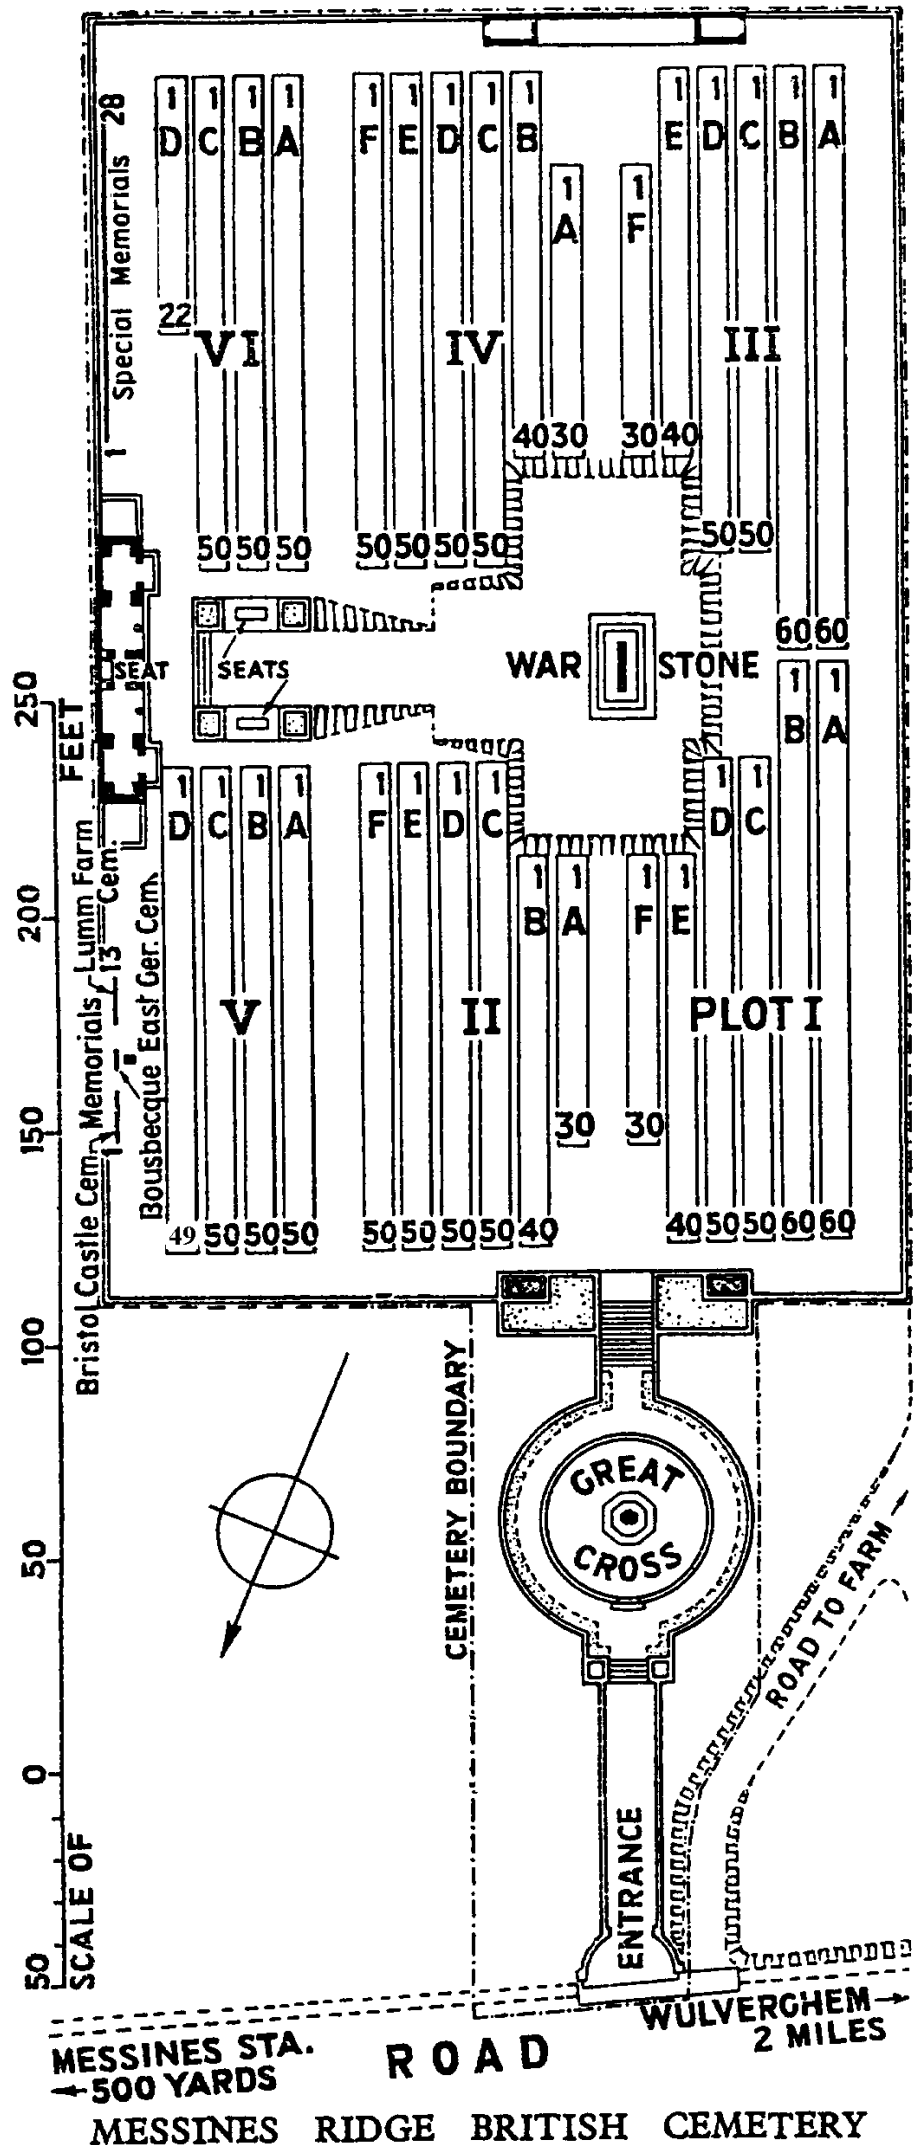 1 1 1 1 1 1 1 1 1 1 1 1 1 1
D C B A F E D C B E D C B A
1 1
A F
1 Special Memorials 28
22
VI IV III
40 30 30 40
50 50 50 50 50 50 50 50 50
60 60
SEAT SEATS WAR STONE
1 1
B A
1 1 1 1 1 1 1 1 1 1
D C B A F E D C D C
1 1 1 1
B A F E
V II PLOT I
30 30
49 50 50 50 50 50 50 50 40 40 50 50 60 60
Lumm Farm
Cem.
Bristol Castle Cem. Memorials
1 13
Bousbecque East Ger. Cem.
CEMETERY BOUNDARY
GREAT
CROSS
ROAD TO FARM
ENTRANCE
SCALE OF FEET
50 0 50 100 150 200 250
MESSINES STA.
500 YARDS
ROAD
WULVERGHEM
2 MILES
MESSINES RIDGE BRITISH CEMETERY